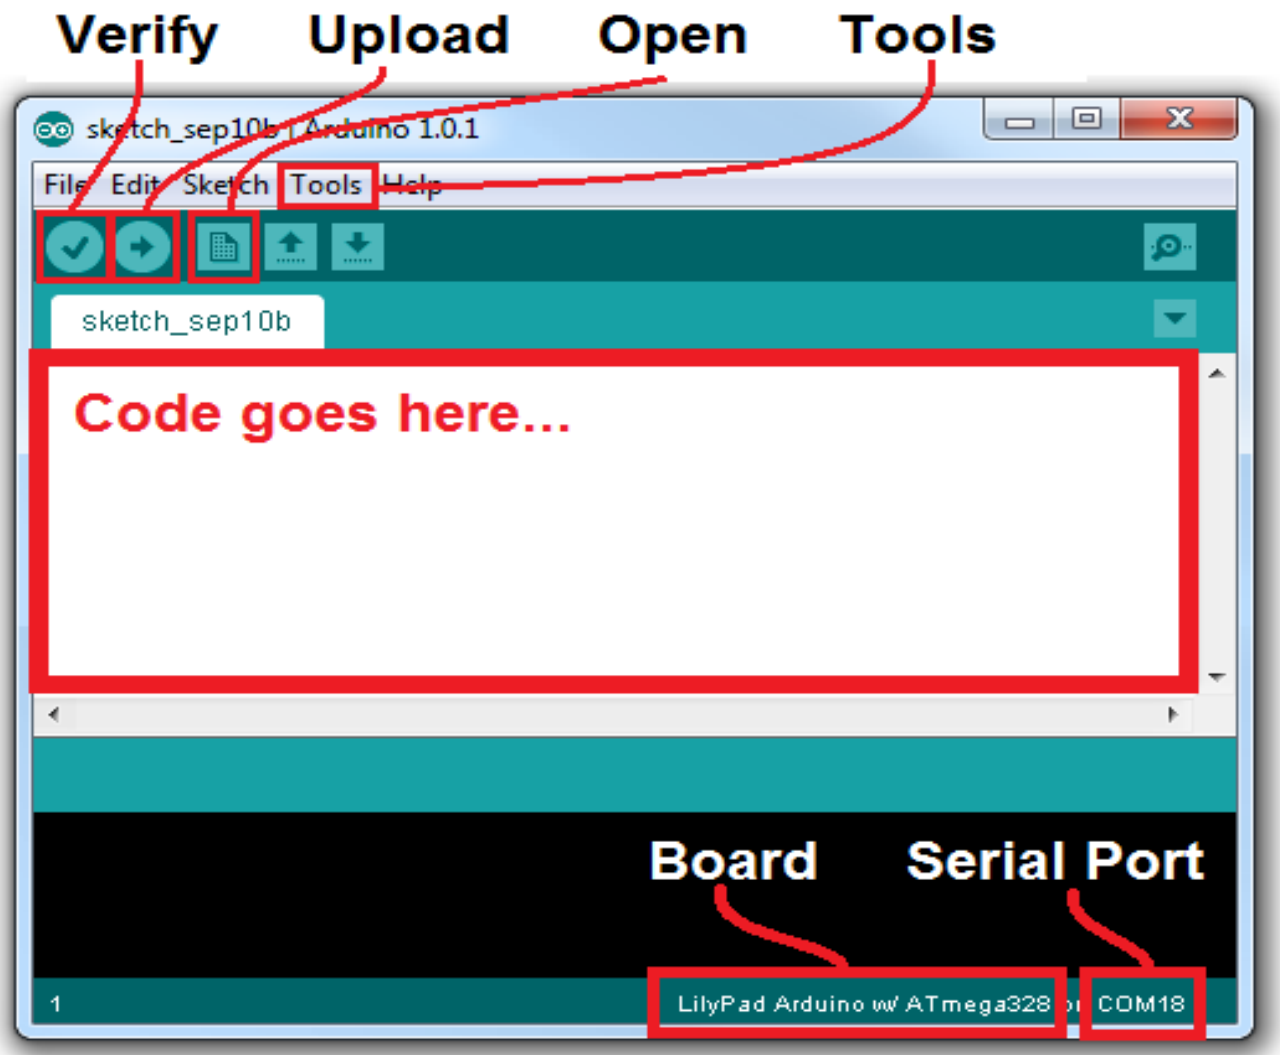 Verify Upload Open Tools
sketch_sep10b | Arduino 1.0.1
File Edit Sketch Tools Help
sketch_sep10b
Code goes here...
Board Serial Port
1 LilyPad Arduino w/ ATmega328 on COM18